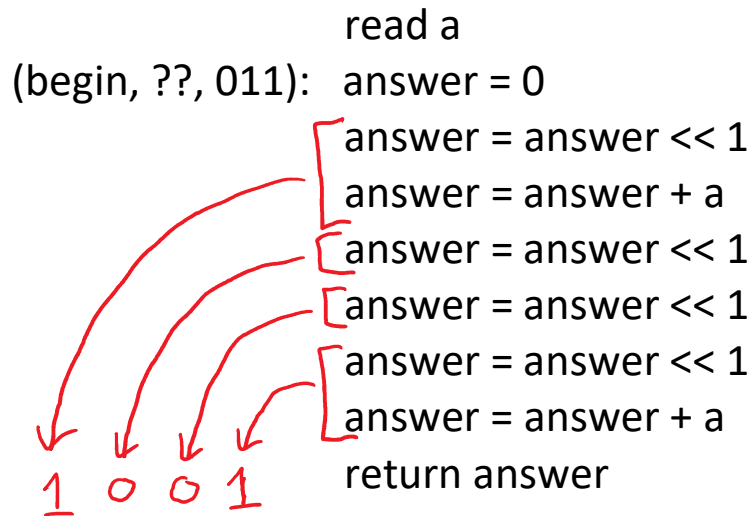 read a
(begin, ??, 011): answer = 0
answer = answer << 1
answer = answer + a
answer = answer << 1
answer = answer << 1
answer = answer << 1
answer = answer + a
return answer
1 0 0 1